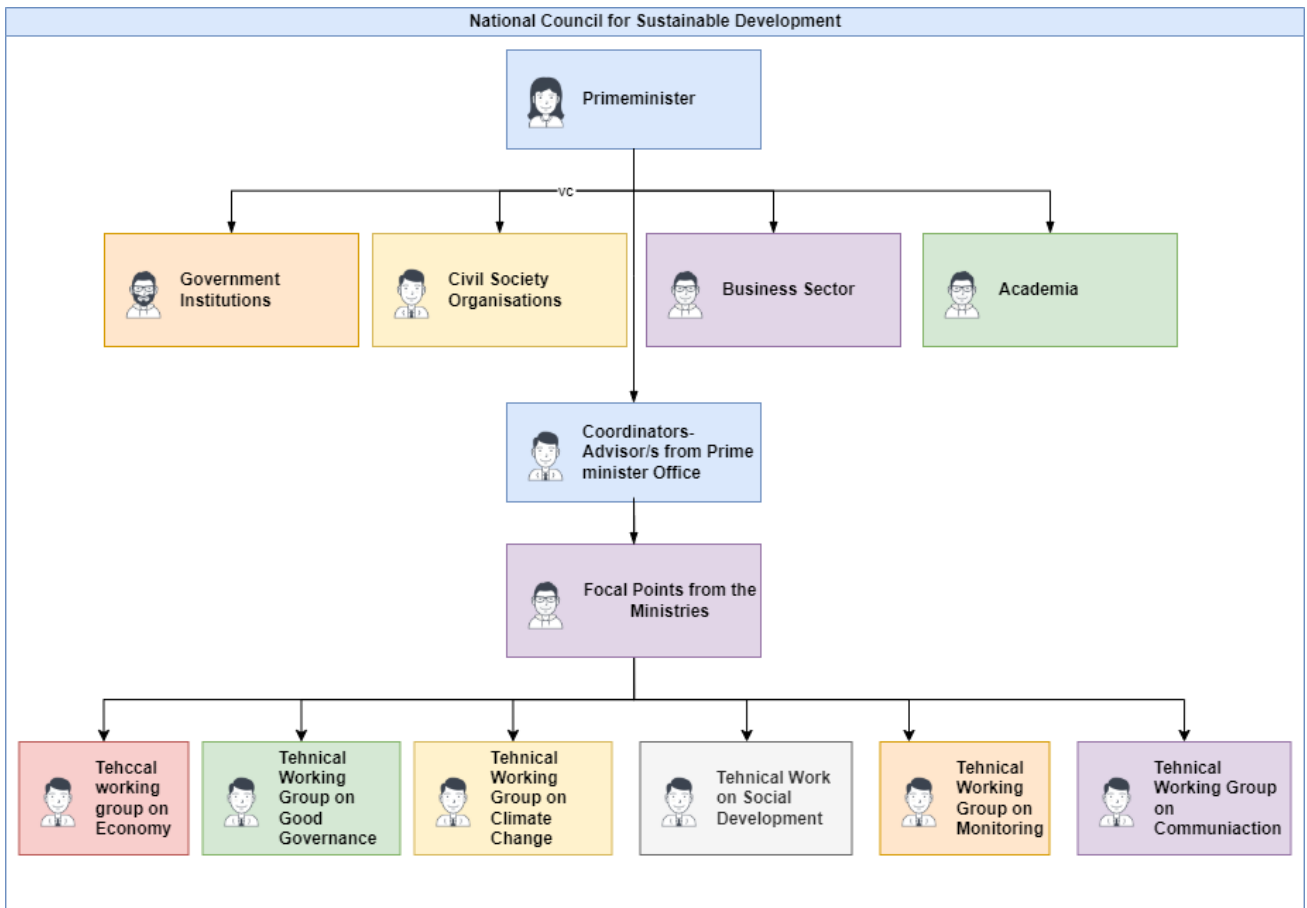 National Council for Sustainable Development
Primeminister
vc
Government
Institutions
Civil Society
Organisations
Business Sector
Academia
Coordinators-
Advisor/s from Prime
minister Office
Focal Points from the
Ministries
Tehccal
working
group on
Economy
Tehnical
Working
Group on
Good
Governance
Tehnical
Working
Group on
Climate
Change
Tehnical Work
on Social
Development
Tehnical
Working
Group on
Monitoring
Tehnical
Working Group
on
Communiaction